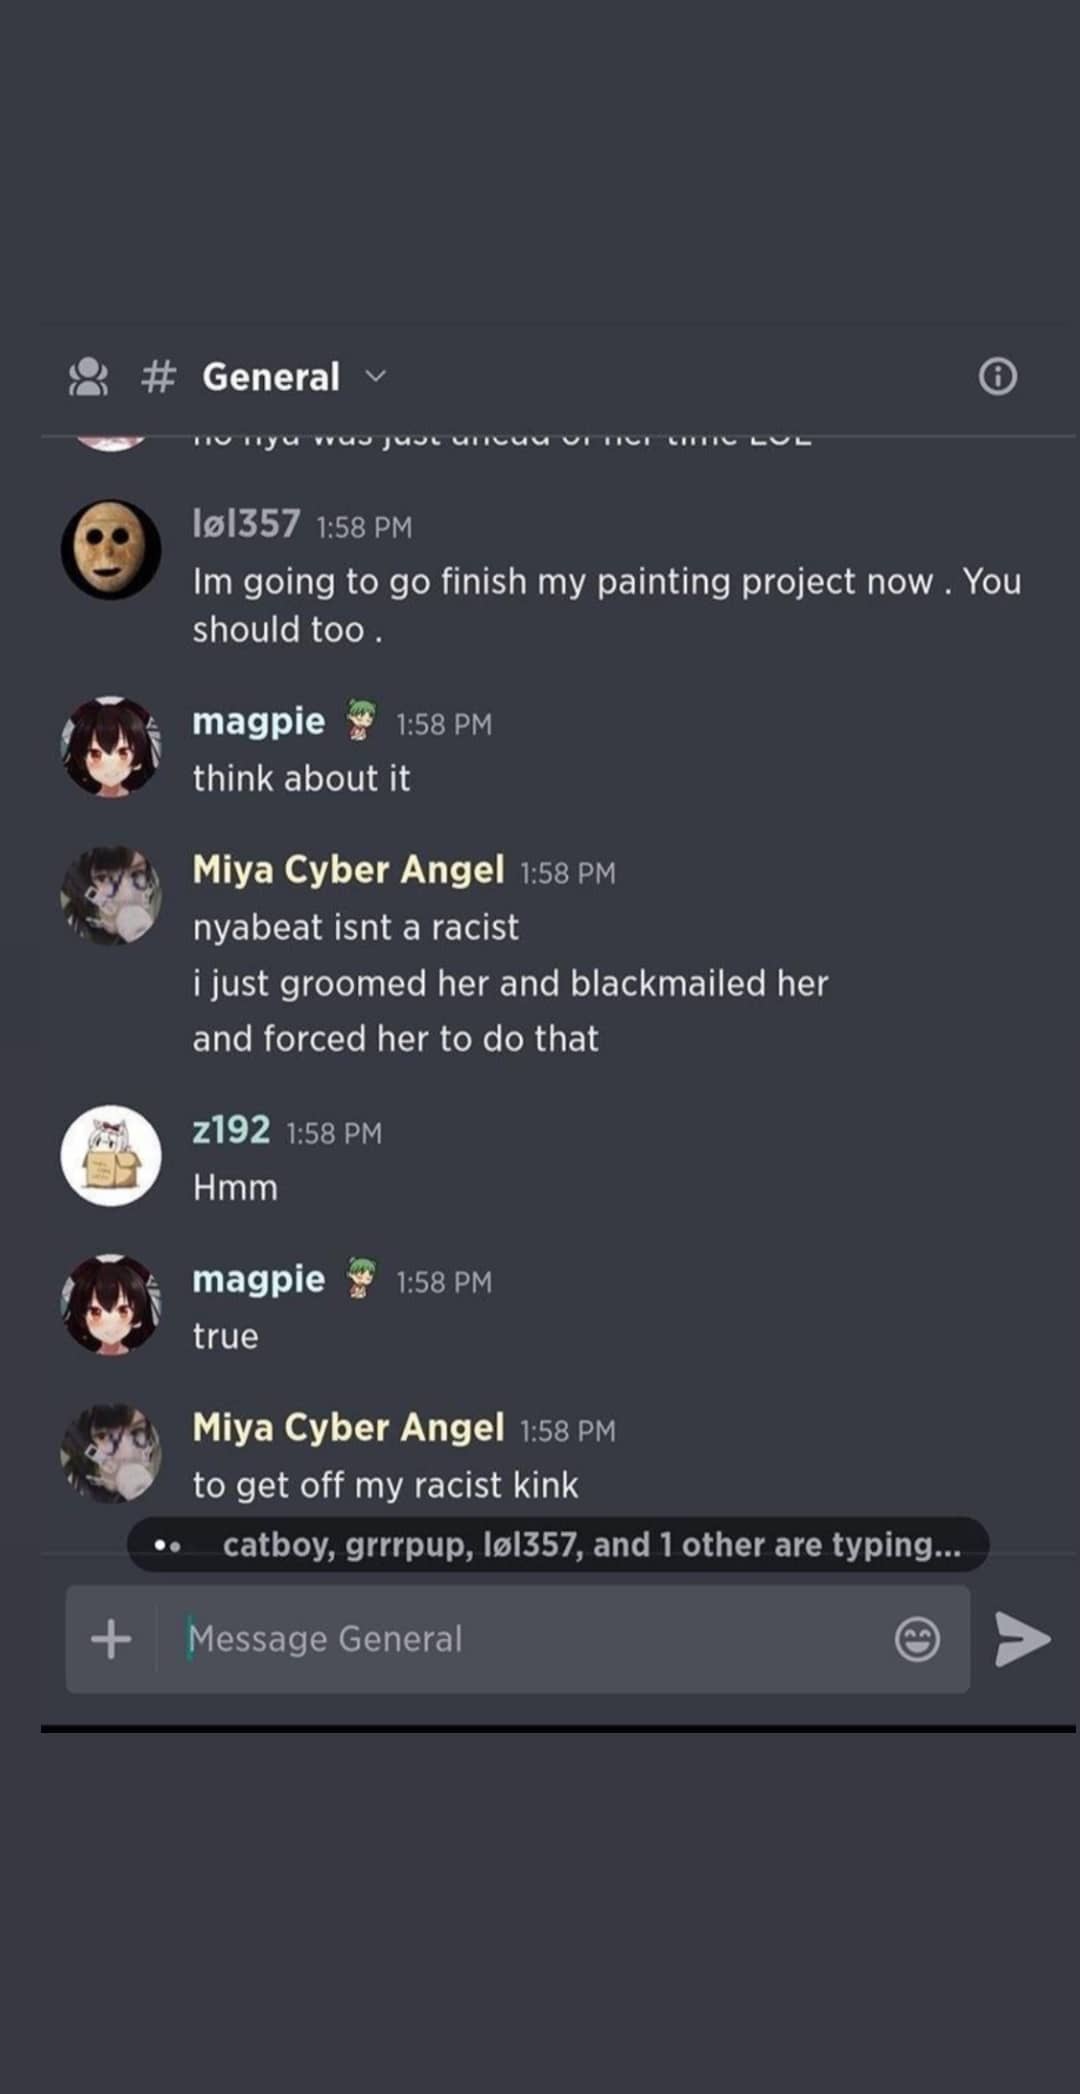 # General
løl357 1:58 PM
Im going to go finish my painting project now . You
should too .
magpie 1:58 PM
think about it
Miya Cyber Angel 1:58 PM
nyabeat isnt a racist
i just groomed her and blackmailed her
and forced her to do that
z192 1:58 PM
Hmm
magpie 1:58 PM
true
Miya Cyber Angel 1:58 PM
to get off my racist kink
catboy, grrrpup, løl357, and 1 other are typing...
Message General